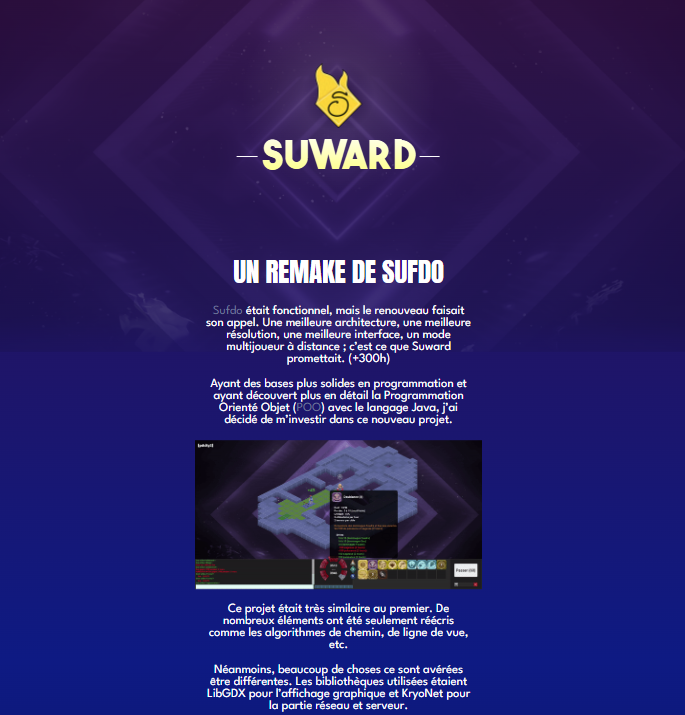 S
SUWARD
UN REMAKE DE SUFDO
Sufdo était fonctionnel, mais le renouveau faisait
son appel. Une meilleure architecture, une meilleure
résolution, une meilleure interface, un mode
multijoueur à distance ; c'est ce que Suward
promettait. (+300h)
Ayant des bases plus solides en programmation et
ayant découvert plus en détail la Programmation
Orienté Objet (POO) avec le langage Java, j'ai
décidé de m'investir dans ce nouveau projet.
Ce projet était très similaire au premier. De
nombreux éléments ont été seulement réécris
comme les algorithmes de chemin, de ligne de vue,
etc.
Néanmoins, beaucoup de choses ce sont avérées
être différentes. Les bibliothèques utilisées étaient
LibGDX pour l'affichage graphique et KryoNet pour
la partie réseau et serveur.